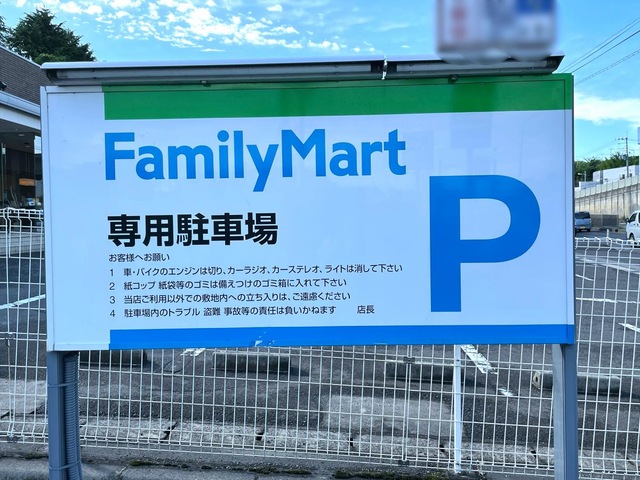 FamilyMart
P
専用駐車場
お客様へお願い
1 車・バイクのエンジンは切り、カーラジオ、カーステレオ、ライトは消して下さい
2 紙コップ 紙袋等のゴミは備えつけのゴミ箱に入れて下さい
3 当店ご利用以外での敷地内への立ち入りは、ご遠慮ください
4 駐車場内のトラブル 盗難 事故等の責任は負いかねます 店長